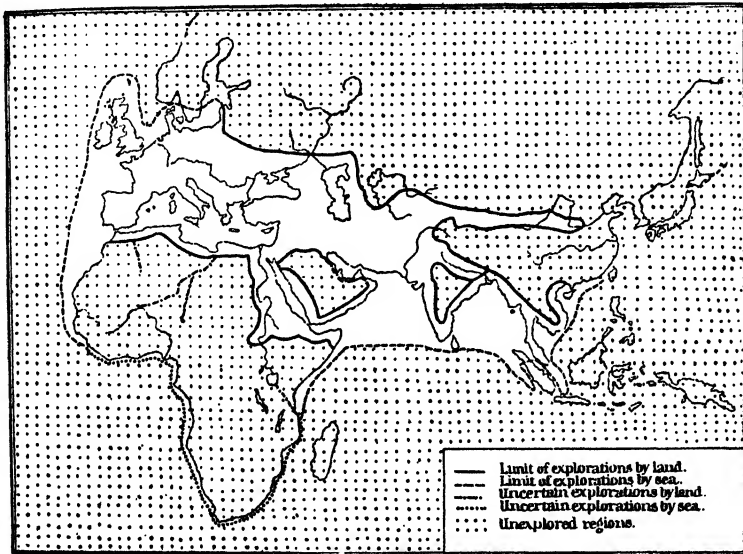 Limit of explorations by land.
Limit of explorations by sea.
Uncertain explorations by land.
Uncertain explorations by sea.
Unexplored regions.